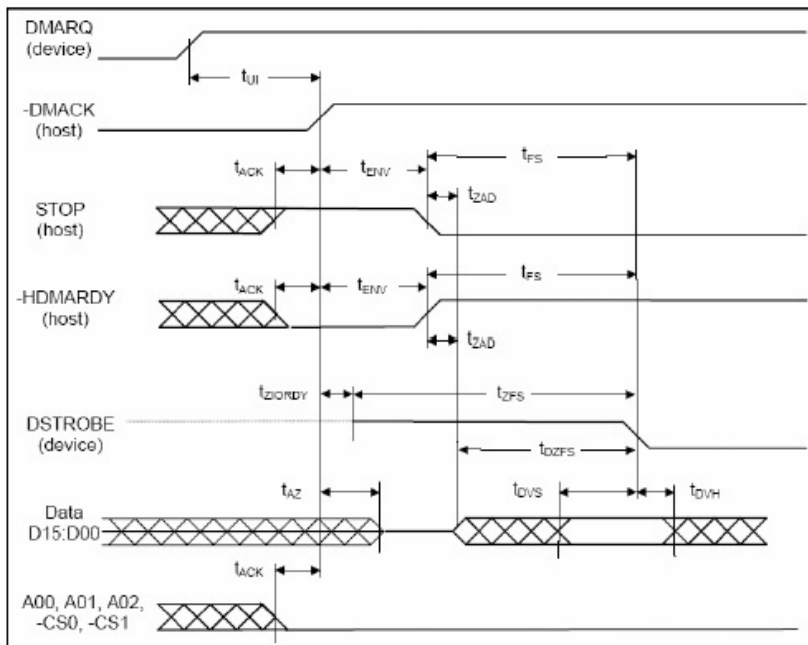 DMARQ
(device)
tUI
-DMACK
(host)
tACK tENV tFS
tZAD
STOP
(host)
tACK tENV tFS
-HDMARDY
(host)
tZAD
tZIORDY tZFS
DSTROBE
(device)
tDZFS
tAZ tDVS tDVH
Data
D15:D00
tACK
A00, A01, A02,
-CS0, -CS1